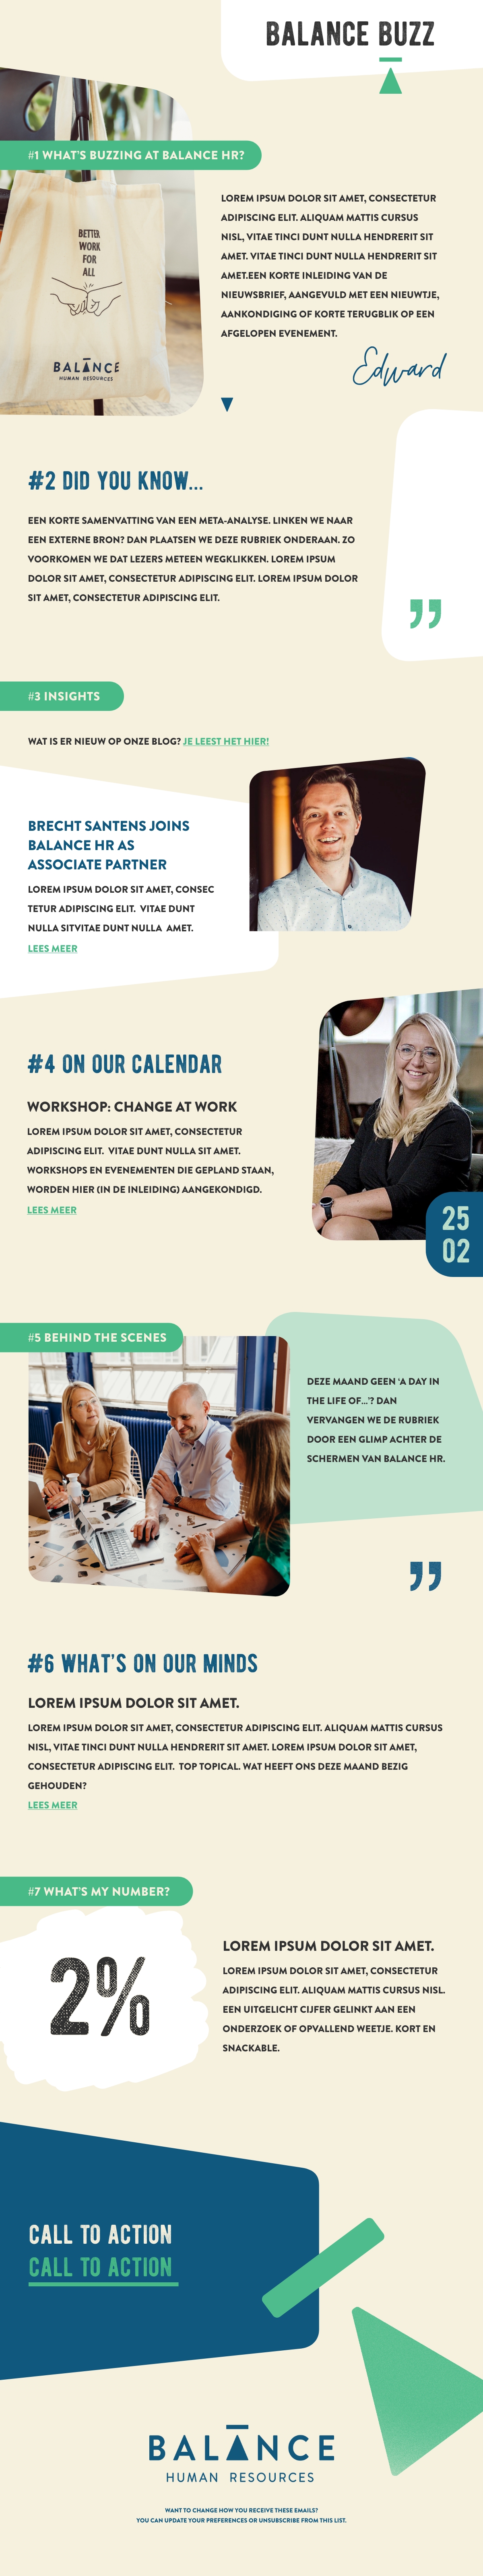 BALANCE BUZZ
#1 WHAT'S BUZZING AT BALANCE HR?
BETTER
WORK
FOR
ALL
BALANCE
HUMAN RESOURCES
LOREM IPSUM DOLOR SIT AMET, CONSECTETUR
ADIPISCING ELIT. ALIQUAM MATTIS CURSUS
NISL, VITAE TINCI DUNT NULLA HENDRERIT SIT
AMET. VITAE TINCI DUNT NULLA HENDRERIT SIT
AMET.EEN KORTE INLEIDING VAN DE
NIEUWSBRIEF, AANGEVULD MET EEN NIEUWTJE,
AANKONDIGING OF KORTE TERUGBLIK OP EEN
AFGELOPEN EVENEMENT.
Edward
#2 DID YOU KNOW...
EEN KORTE SAMENVATTING VAN EEN META-ANALYSE. LINKEN WE NAAR
EEN EXTERNE BRON? DAN PLAATSEN WE DEZE RUBRIEK ONDERAAN. ZO
VOORKOMEN WE DAT LEZERS METEEN WEGKLIKKEN. LOREM IPSUM
DOLOR SIT AMET, CONSECTETUR ADIPISCING ELIT. LOREM IPSUM DOLOR
SIT AMET, CONSECTETUR ADIPISCING ELIT.
”
#3 INSIGHTS
WAT IS ER NIEUW OP ONZE BLOG? JE LEEST HET HIER!
BRECHT SANTENS JOINS
BALANCE HR AS
ASSOCIATE PARTNER
LOREM IPSUM DOLOR SIT AMET, CONSEC
TETUR ADIPISCING ELIT. VITAE DUNT
NULLA SITVITAE DUNT NULLA AMET.
LEES MEER
#4 ON OUR CALENDAR
WORKSHOP: CHANGE AT WORK
LOREM IPSUM DOLOR SIT AMET, CONSECTETUR
ADIPISCING ELIT. VITAE DUNT NULLA SIT AMET.
WORKSHOPS EN EVENEMENTEN DIE GEPLAND STAAN,
WORDEN HIER (IN DE INLEIDING) AANGEKONDIGD.
LEES MEER
25
02
#5 BEHIND THE SCENES
DEZE MAAND GEEN 'A DAY IN
THE LIFE OF...'? DAN
VERVANGEN WE DE RUBRIEK
DOOR EEN GLIMP ACHTER DE
SCHERMEN VAN BALANCE HR.
”
#6 WHAT'S ON OUR MINDS
LOREM IPSUM DOLOR SIT AMET.
LOREM IPSUM DOLOR SIT AMET, CONSECTETUR ADIPISCING ELIT. ALIQUAM MATTIS CURSUS
NISL, VITAE TINCI DUNT NULLA HENDRERIT SIT AMET. LOREM IPSUM DOLOR SIT AMET,
CONSECTETUR ADIPISCING ELIT. TOP TOPICAL. WAT HEEFT ONS DEZE MAAND BEZIG
GEHOUDEN?
LEES MEER
#7 WHAT'S MY NUMBER?
2%
LOREM IPSUM DOLOR SIT AMET.
LOREM IPSUM DOLOR SIT AMET, CONSECTETUR
ADIPISCING ELIT. ALIQUAM MATTIS CURSUS NISL.
EEN UITGELICHT CIJFER GELINKT AAN EEN
ONDERZOEK OF OPVALLEND WEETJE. KORT EN
SNACKABLE.
CALL TO ACTION
CALL TO ACTION
BALANCE
HUMAN RESOURCES
WANT TO CHANGE HOW YOU RECEIVE THESE EMAILS?
YOU CAN UPDATE YOUR PREFERENCES OR UNSUBSCRIBE FROM THIS LIST.